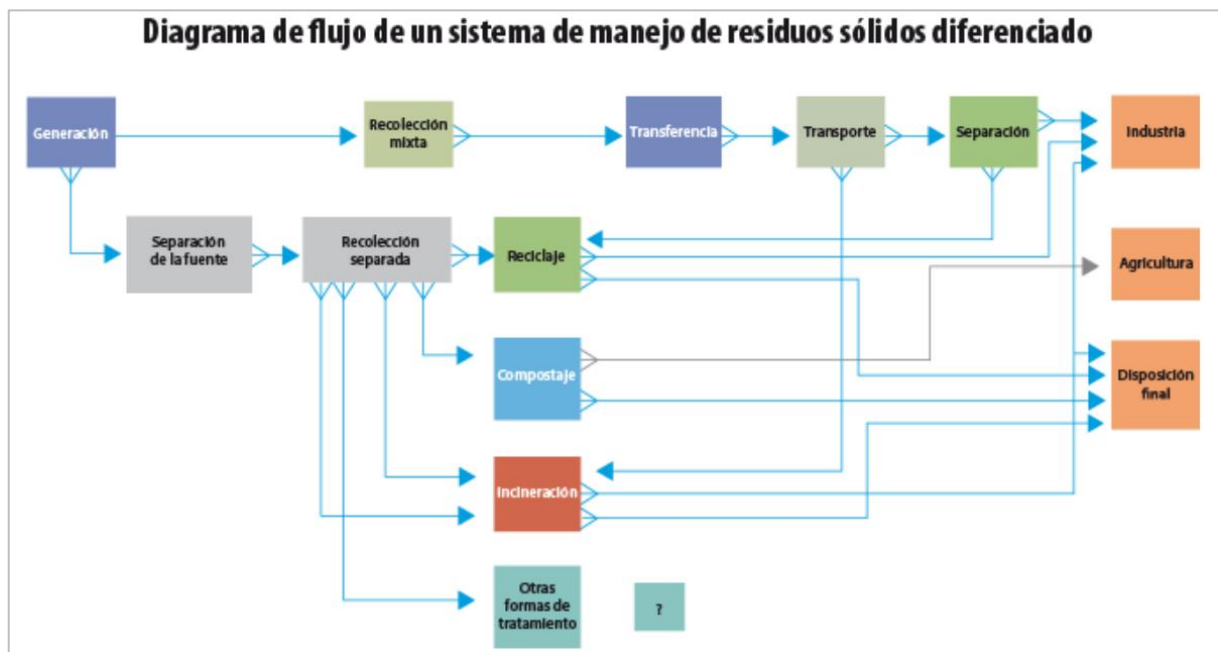 Diagrama de flujo de un sistema de manejo de residuos sólidos diferenciado
Generación
Recolección
mixta
Transferencia
Transporte
Separación
Industria
Separación
de la fuente
Recolección
separada
Reciclaje
Agricultura
Compostaje
Disposición
final
Incineración
Otras
formas de
tratamiento
?